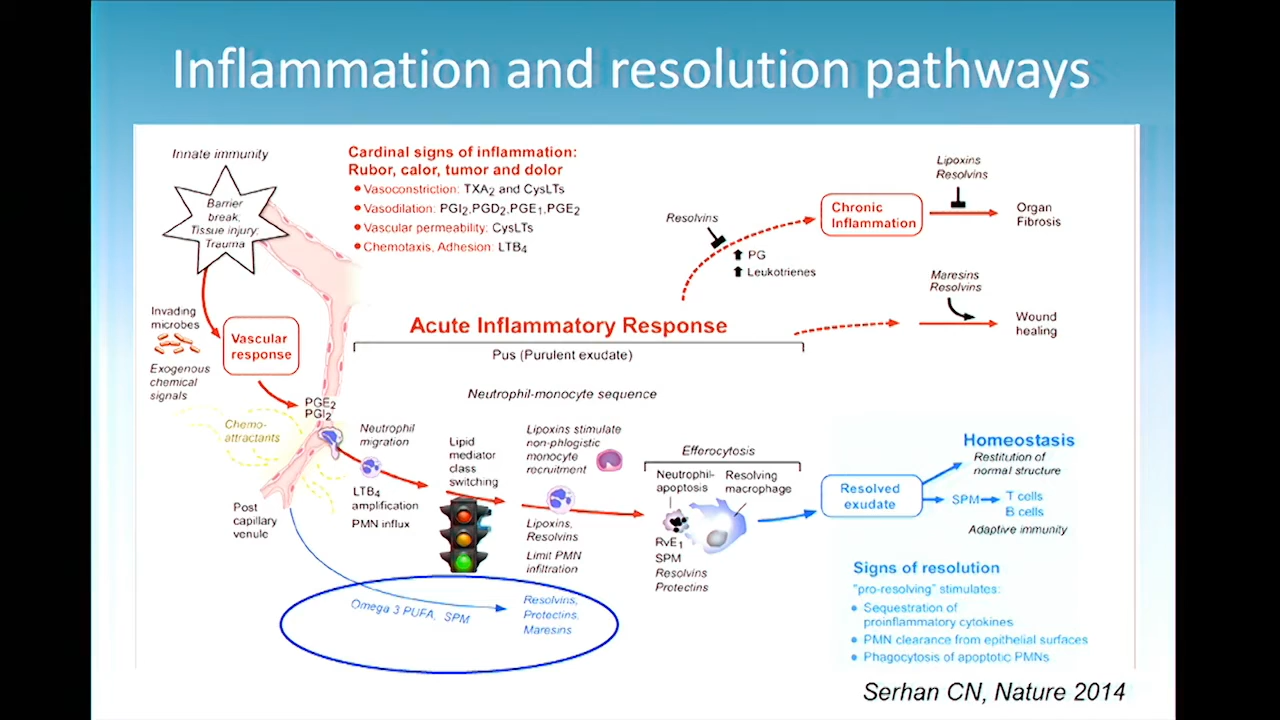 Inflammation and resolution pathways
Innate immunity
Barrier
break,
Tissue injury,
Trauma
Cardinal signs of inflammation:
Rubor, calor, tumor and dolor
• Vasoconstriction: TXA2 and CysLTs
• Vasodilation: PGI2,PGD2,PGE1,PGE2
• Vascular permeability: CysLTs
• Chemotaxis, Adhesion: LTB4
Resolvins
PG
Leukotrienes
Chronic
Inflammation
Lipoxins
Resolvins
Organ
Fibrosis
Maresins
Resolvins
Wound
healing
Invading
microbes
Exogenous
chemical
signals
Vascular
response
Acute Inflammatory Response
Pus (Purulent exudate)
Neutrophil-monocyte sequence
PGE2
PGI2
Chemo-
attractants
Post
capillary
venule
Neutrophil
migration
LTB4
amplification
PMN influx
Lipid
mediator
class
switching
Lipoxins stimulate
non-phlogistic
monocyte
recruitment
Lipoxins,
Resolvins
Limit PMN
infiltration
Efferocytosis
Neutrophil-
apoptosis
Resolving
macrophage
RvE1
SPM
Resolvins
Protectins
Resolved
exudate
Homeostasis
Restitution of
normal structure
SPM
T cells
B cells
Adaptive immunity
Omega 3 PUFA, SPM
Resolvins,
Protectins,
Maresins
Signs of resolution
"pro-resolving" stimulates:
• Sequestration of
proinflammatory cytokines
• PMN clearance from epithelial surfaces
• Phagocytosis of apoptotic PMNs
Serhan CN, Nature 2014